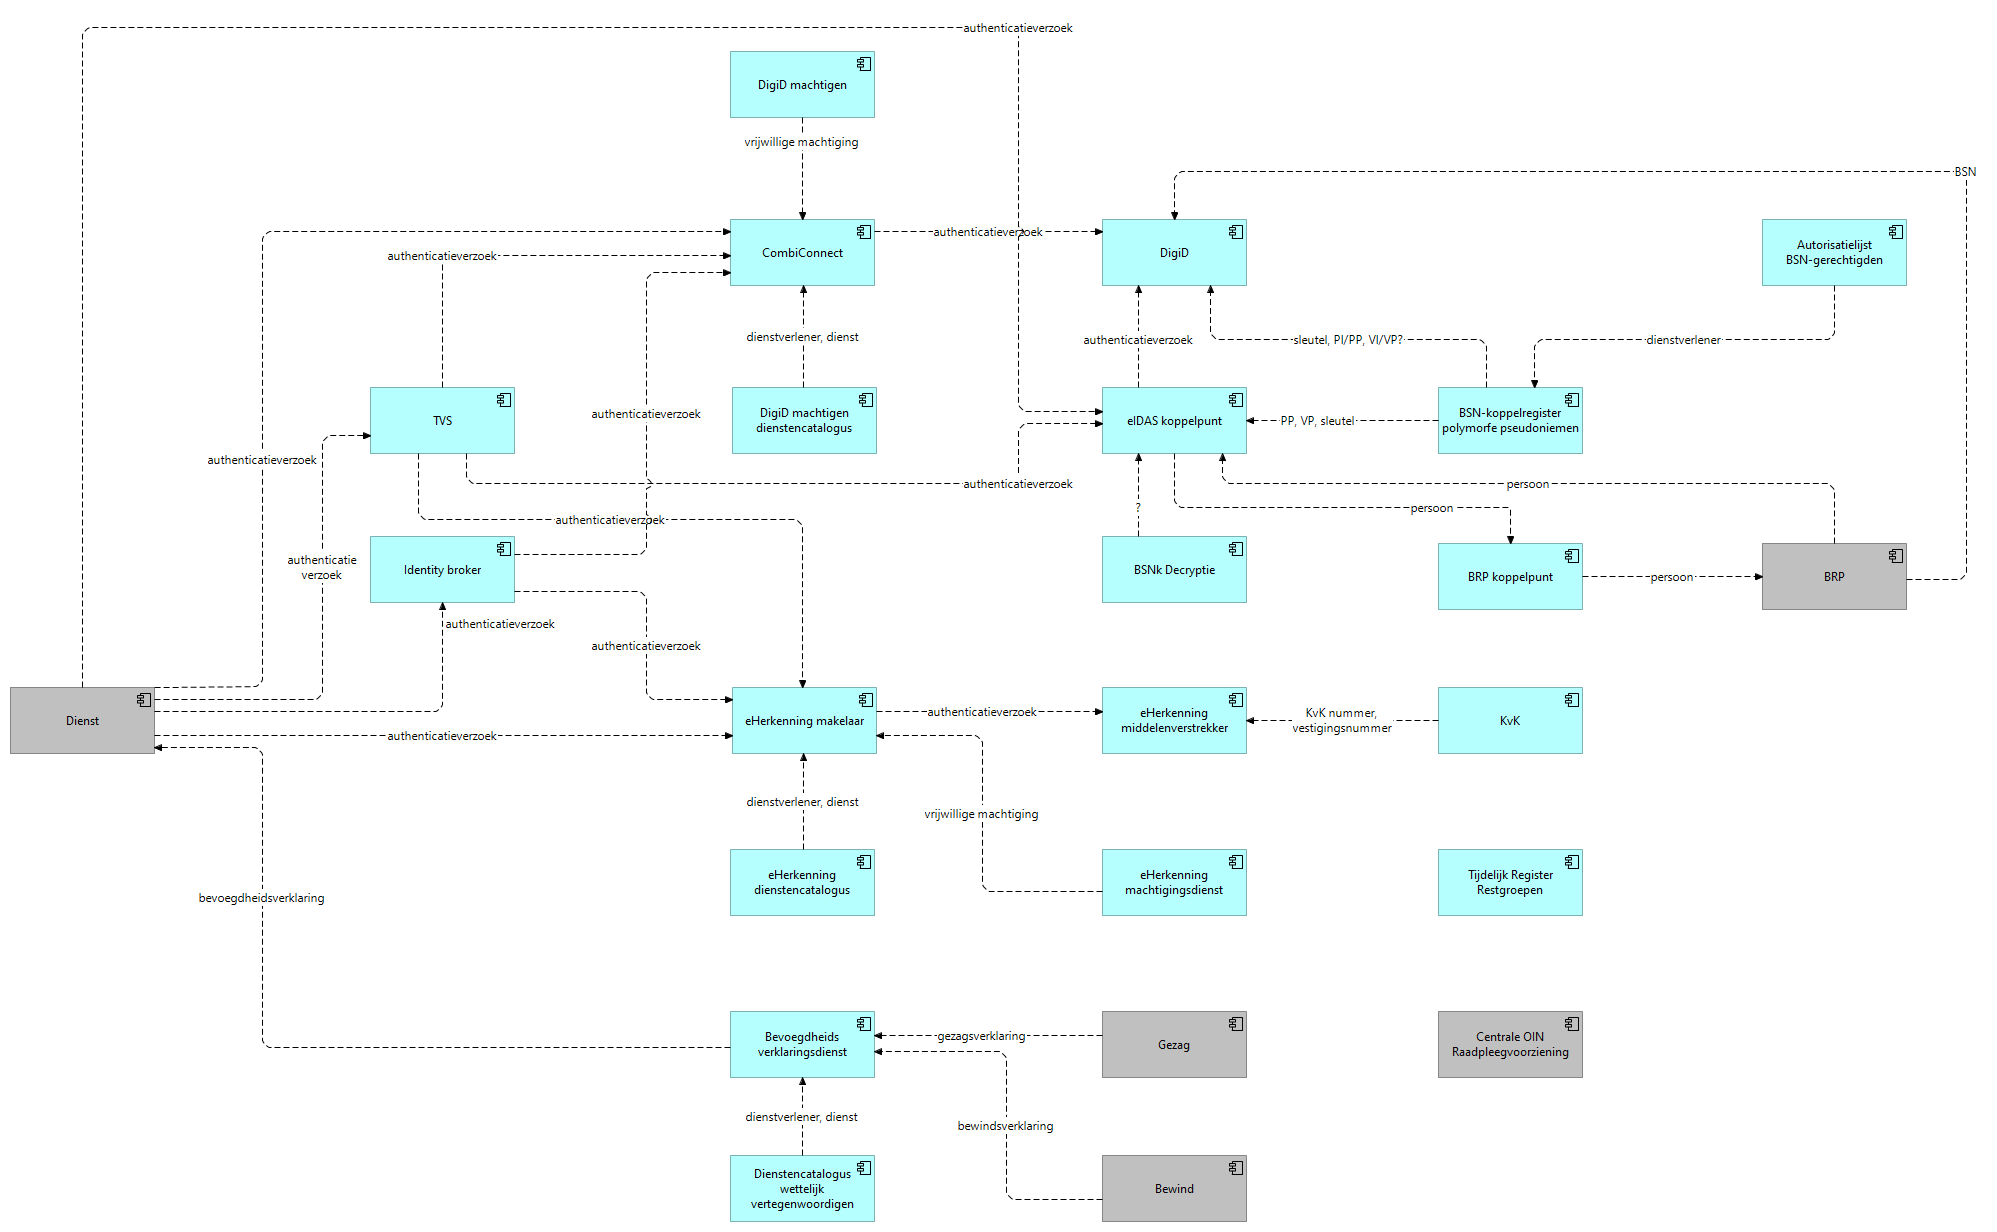 authenticatieverzoek
DigiD machtigen
vrijwillige machtiging
BSN
CombiConnect
authenticatieverzoek
DigiD
Autorisatielijst
BSN-gerechtigden
authenticatieverzoek
dienstverlener, dienst
authenticatieverzoek
sleutel, PI/PP, VI/VP?
dienstverlener
TVS
authenticatieverzoek
DigiD machtigen
dienstencatalogus
eIDAS koppelpunt
PP, VP, sleutel
BSN-koppelregister
polymorfe pseudoniemen
authenticatieverzoek
authenticatieverzoek
persoon
?
persoon
authenticatieverzoek
authenticatie
verzoek
Identity broker
BSNk Decryptie
BRP koppelpunt
persoon
BRP
authenticatieverzoek
authenticatieverzoek
Dienst
authenticatieverzoek
eHerkenning makelaar
authenticatieverzoek
eHerkenning
middelenverstrekker
KvK nummer,
vestigingsnummer
KvK
dienstverlener, dienst
vrijwillige machtiging
bevoegdheidsverklaring
eHerkenning
dienstencatalogus
eHerkenning
machtigingsdienst
Tijdelijk Register
Restgroepen
Bevoegdheids
verklaringsdienst
gezagsverklaring
Gezag
Centrale OIN
Raadpleegvoorziening
dienstverlener, dienst
bewindsverklaring
Dienstencatalogus
wettelijk
vertegenwoordigen
Bewind